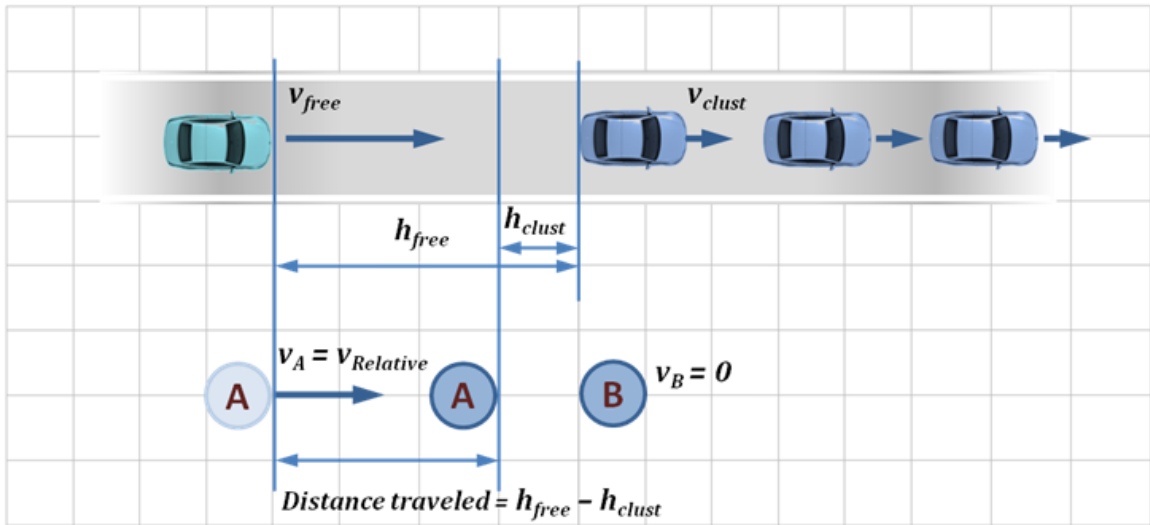 v_free
v_clust
h_clust
h_free
v_A = v_Relative
v_B = 0
A
A
B
Distance traveled = h_free – h_clust